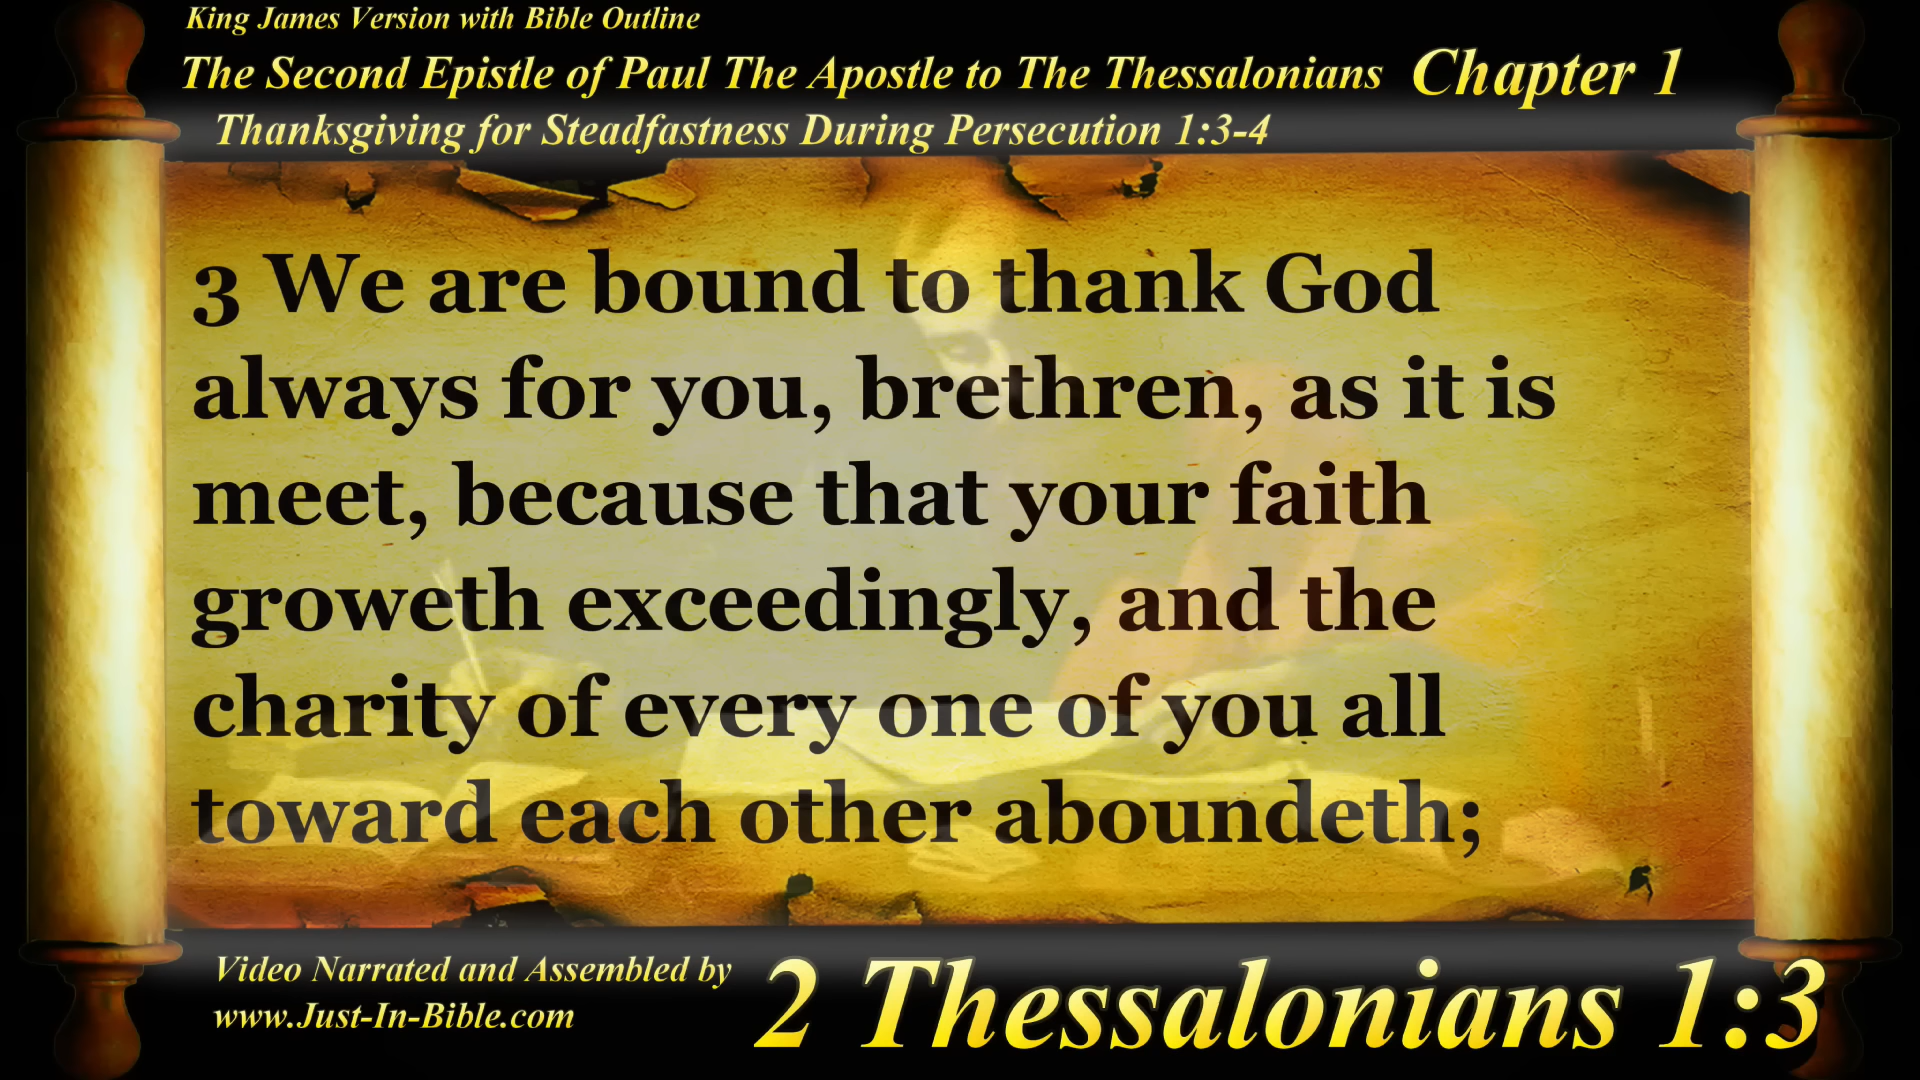 King James Version with Bible Outline
The Second Epistle of Paul The Apostle to The Thessalonians Chapter 1
Thanksgiving for Steadfastness During Persecution 1:3-4
3 We are bound to thank God
always for you, brethren, as it is
meet, because that your faith
groweth exceedingly, and the
charity of every one of you all
toward each other aboundeth;
Video Narrated and Assembled by
www.Just-In-Bible.com
2 Thessalonians 1:3